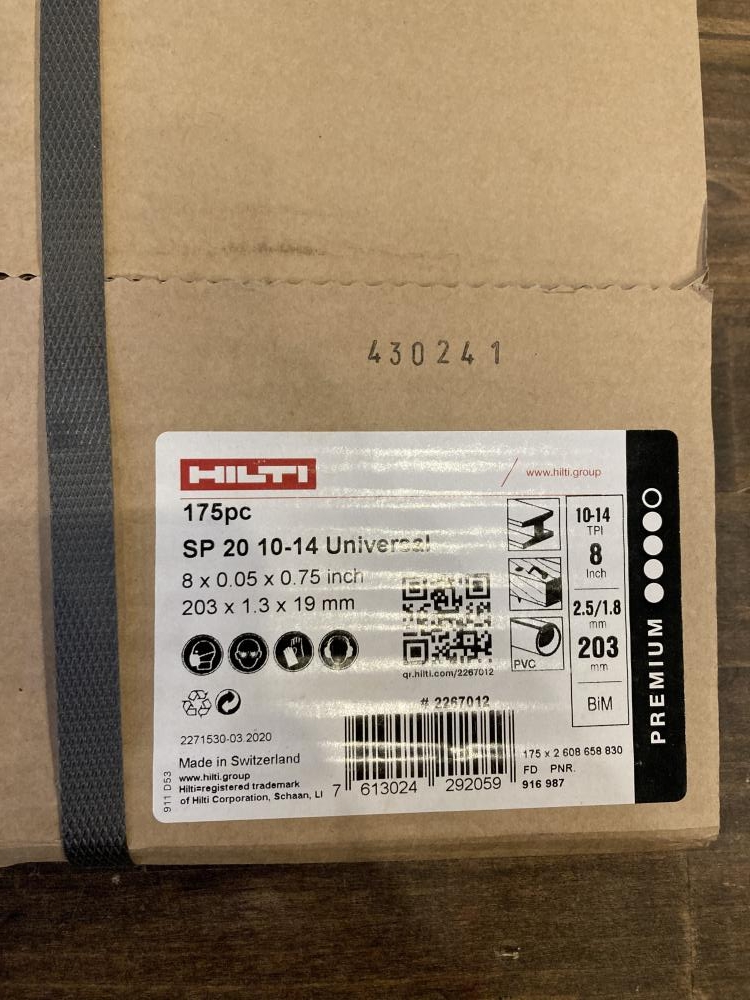 430241
HILTI
www.hilti.group
175pc
SP 20 10-14 Universal
8 x 0.05 x 0.75 inch
203 x 1.3 x 19 mm
qr.hilti.com/2267012
PVC
10-14
TPI
8
Inch
2.5/1.8
mm
203
mm
BiM
PREMIUM
# 2267012
2271530-03.2020
Made in Switzerland
www.hilti.group
Hilti=registered trademark
of Hilti Corporation, Schaan, LI
911 D53
7 613024 292059
175 x 2 608 658 830
FD PNR.
916 987